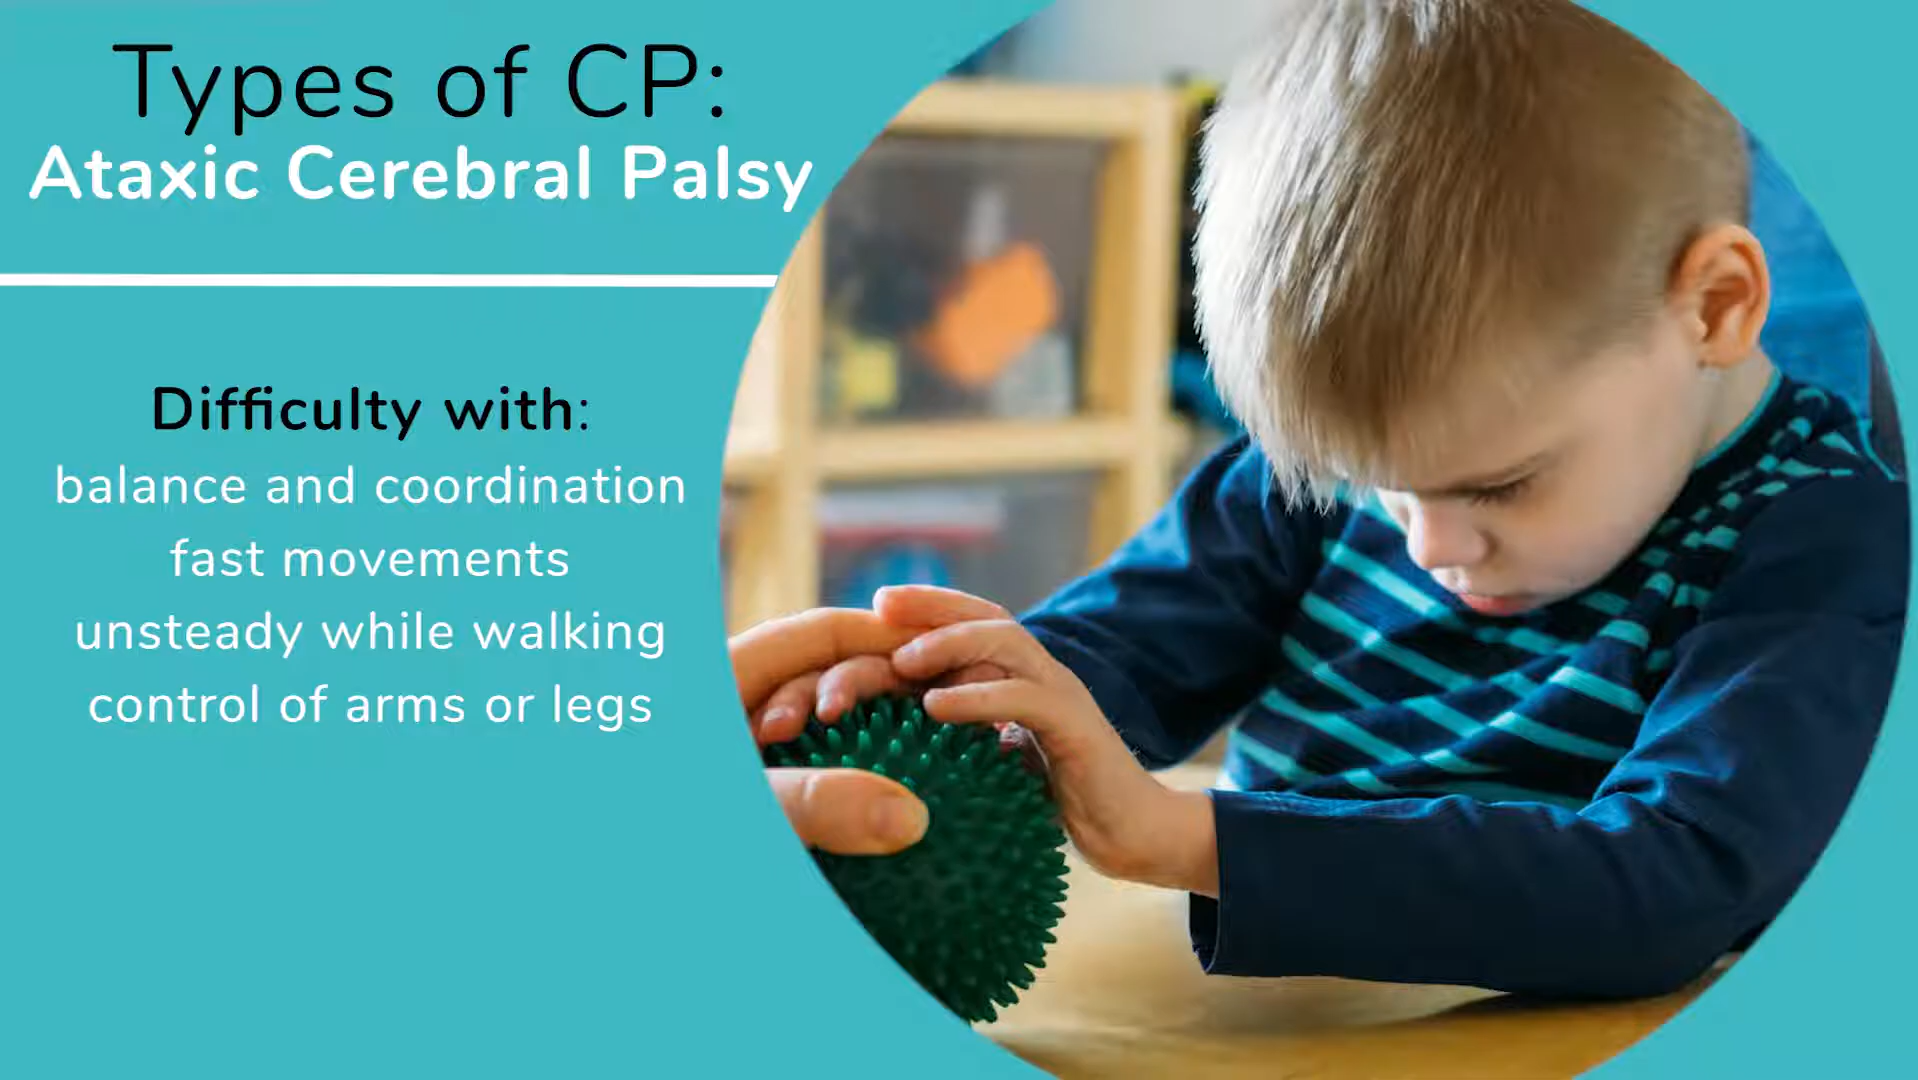 Types of CP:
Ataxic Cerebral Palsy
Difficulty with:
balance and coordination
fast movements
unsteady while walking
control of arms or legs